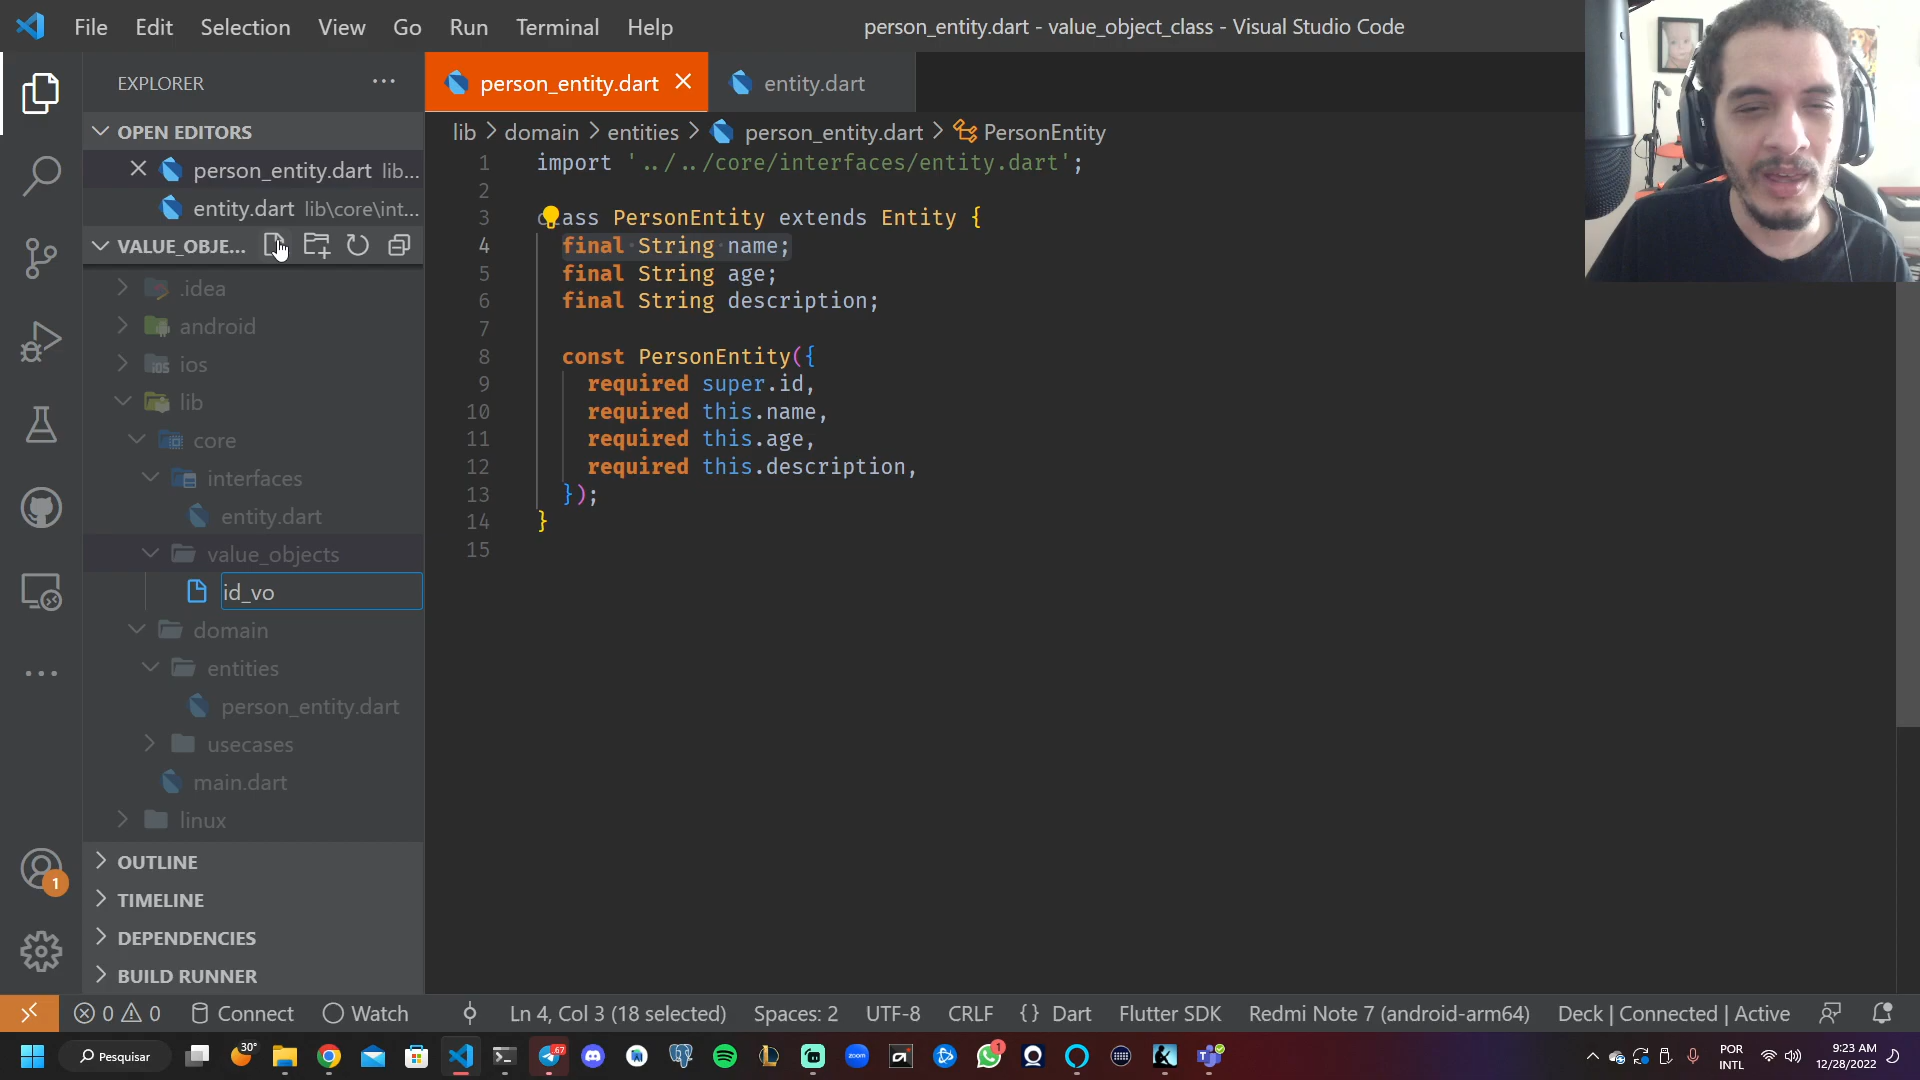 File Edit Selection View Go Run Terminal Help
person_entity.dart - value_object_class - Visual Studio Code
EXPLORER
OPEN EDITORS
person_entity.dart lib...
entity.dart lib\core\int...
VALUE_OBJE...
.idea
android
ios
lib
core
interfaces
entity.dart
value_objects
id_vo
domain
entities
person_entity.dart
usecases
main.dart
linux
OUTLINE
TIMELINE
DEPENDENCIES
BUILD RUNNER
1
person_entity.dart
entity.dart
lib > domain > entities > person_entity.dart > PersonEntity
1 import '../../core/interfaces/entity.dart';
2
3 class PersonEntity extends Entity {
4 final String name;
5 final String age;
6 final String description;
7
8 const PersonEntity({
9 required super.id,
10 required this.name,
11 required this.age,
12 required this.description,
13 });
14 }
15
0 0 Connect Watch Ln 4, Col 3 (18 selected) Spaces: 2 UTF-8 CRLF {} Dart Flutter SDK Redmi Note 7 (android-arm64) Deck | Connected | Active
Pesquisar 30° 67 zoom 1 POR INTL 9:23 AM 12/28/2022